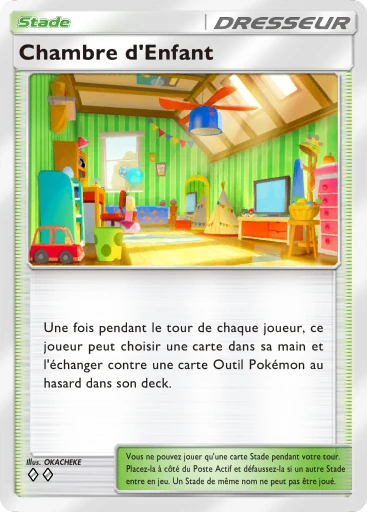 Stade
DRESSEUR
Chambre d'Enfant
Une fois pendant le tour de chaque joueur, ce
joueur peut choisir une carte dans sa main et
l'échanger contre une carte Outil Pokémon au
hasard dans son deck.
Illus. OKACHEKE
Vous ne pouvez jouer qu'une carte Stade pendant votre tour.
Placez-la à côté du Poste Actif et défaussez-la si un autre Stade
entre en jeu. Un Stade de même nom ne peut pas être joué.